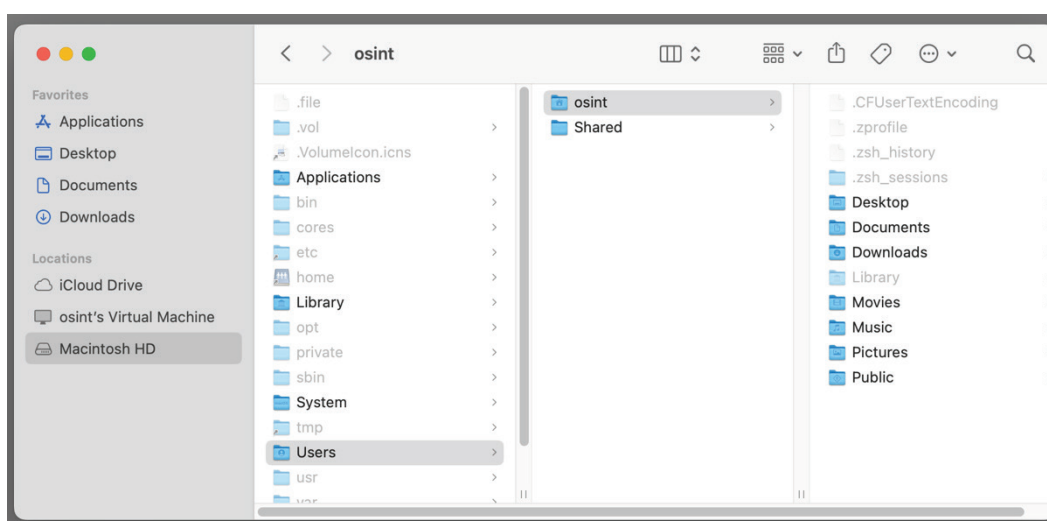 osint
Favorites
Applications
Desktop
Documents
Downloads
Locations
iCloud Drive
osint's Virtual Machine
Macintosh HD
.file
.vol
.VolumeIcon.icns
Applications
bin
cores
etc
home
Library
opt
private
sbin
System
tmp
Users
usr
var
osint
Shared
.CFUserTextEncoding
.zprofile
.zsh_history
.zsh_sessions
Desktop
Documents
Downloads
Library
Movies
Music
Pictures
Public